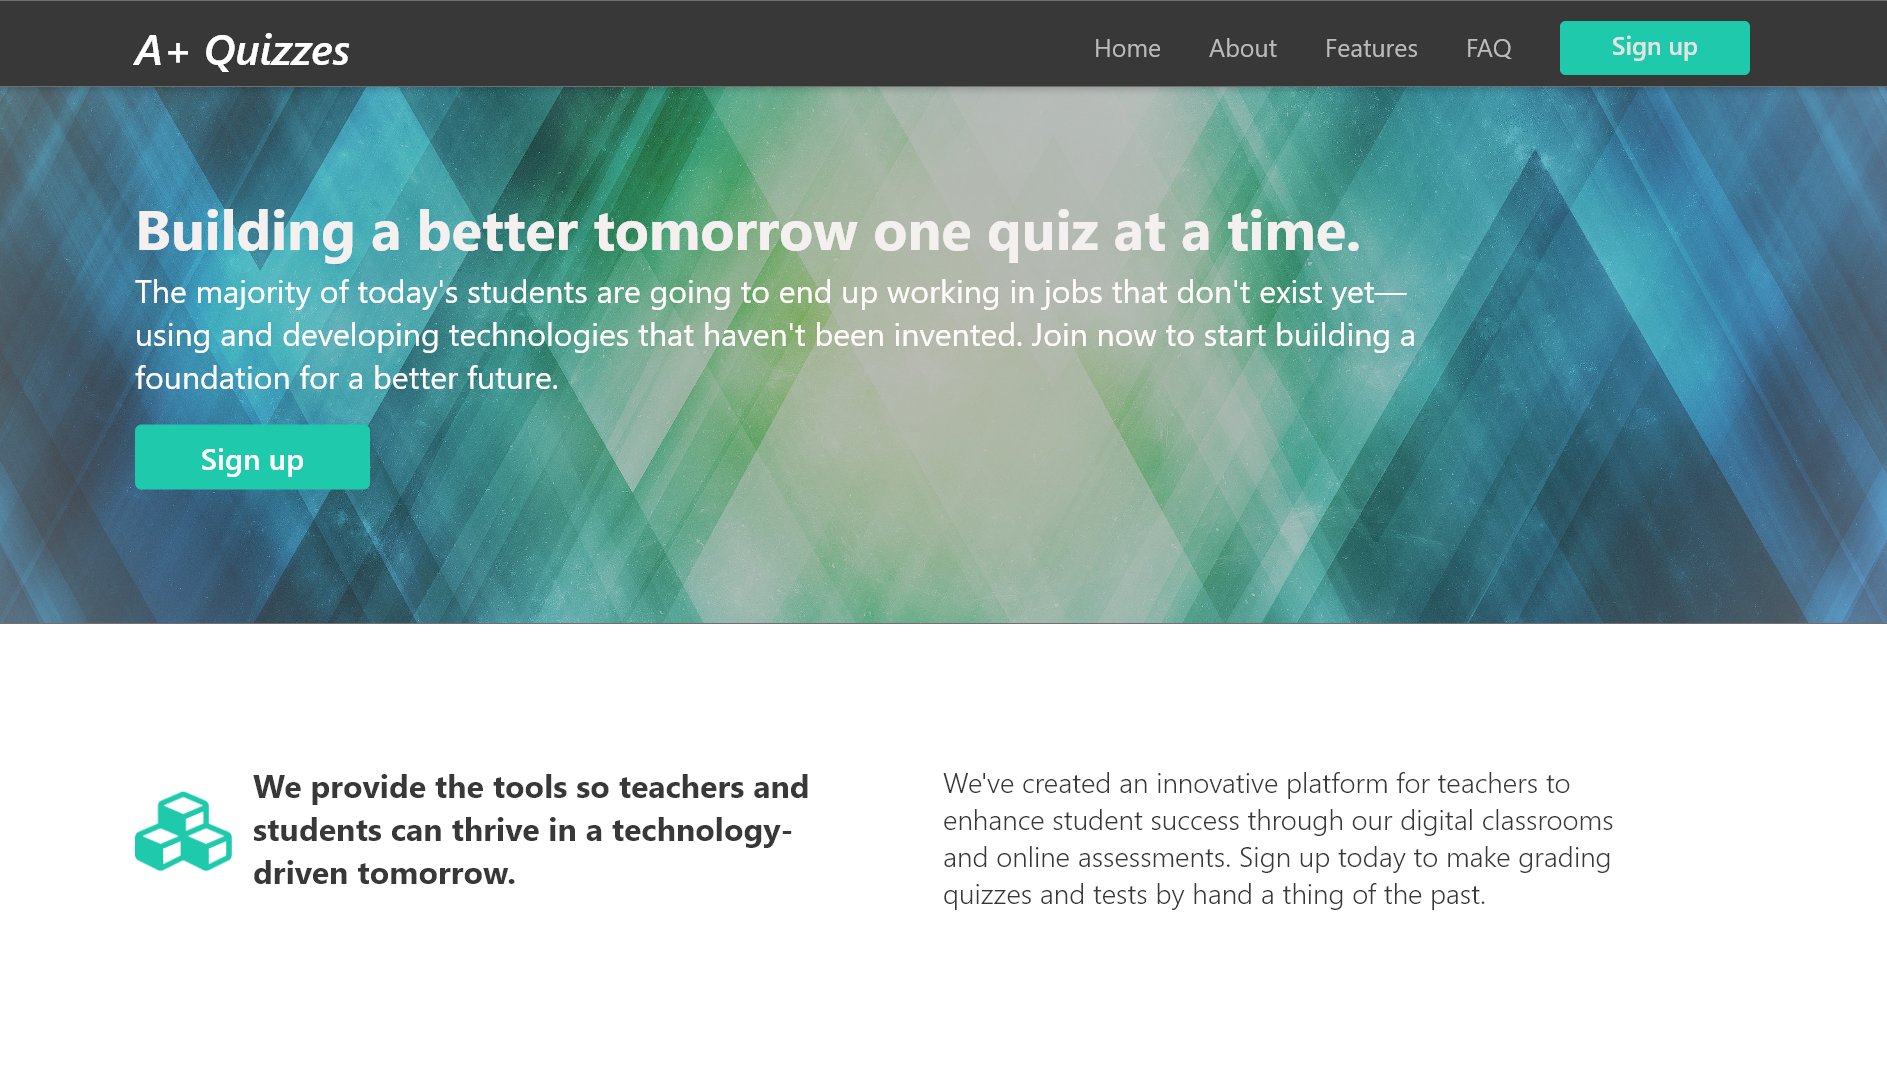 A+ Quizzes
Home
About
Features
FAQ
Sign up
Building a better tomorrow one quiz at a time.
The majority of today's students are going to end up working in jobs that don't exist yet—
using and developing technologies that haven't been invented. Join now to start building a
foundation for a better future.
Sign up
We provide the tools so teachers and
students can thrive in a technology-
driven tomorrow.
We've created an innovative platform for teachers to
enhance student success through our digital classrooms
and online assessments. Sign up today to make grading
quizzes and tests by hand a thing of the past.